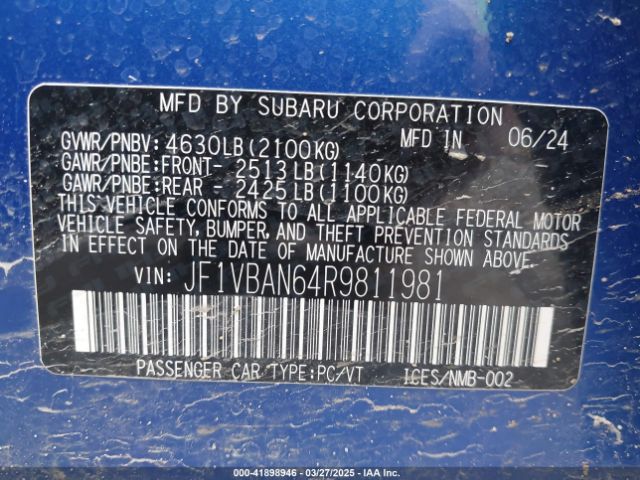 MFD BY SUBARU CORPORATION
GVWR/PNBV: 4630LB(2100KG) MFD IN 06/24
GAWR/PNBE:FRONT- 2513LB(1140KG)
GAWR/PNBE:REAR - 2425LB(1100KG)
THIS VEHICLE CONFORMS TO ALL APPLICABLE FEDERAL MOTOR
VEHICLE SAFETY, BUMPER, AND THEFT PREVENTION STANDARDS
IN EFFECT ON THE DATE OF MANUFACTURE SHOWN ABOVE.
VIN: JF1VBAN64R9811981
PASSENGER CAR TYPE:PC/VT ICES/NMB-002
000-41898946 — 03/27/2025 — IAA Inc.